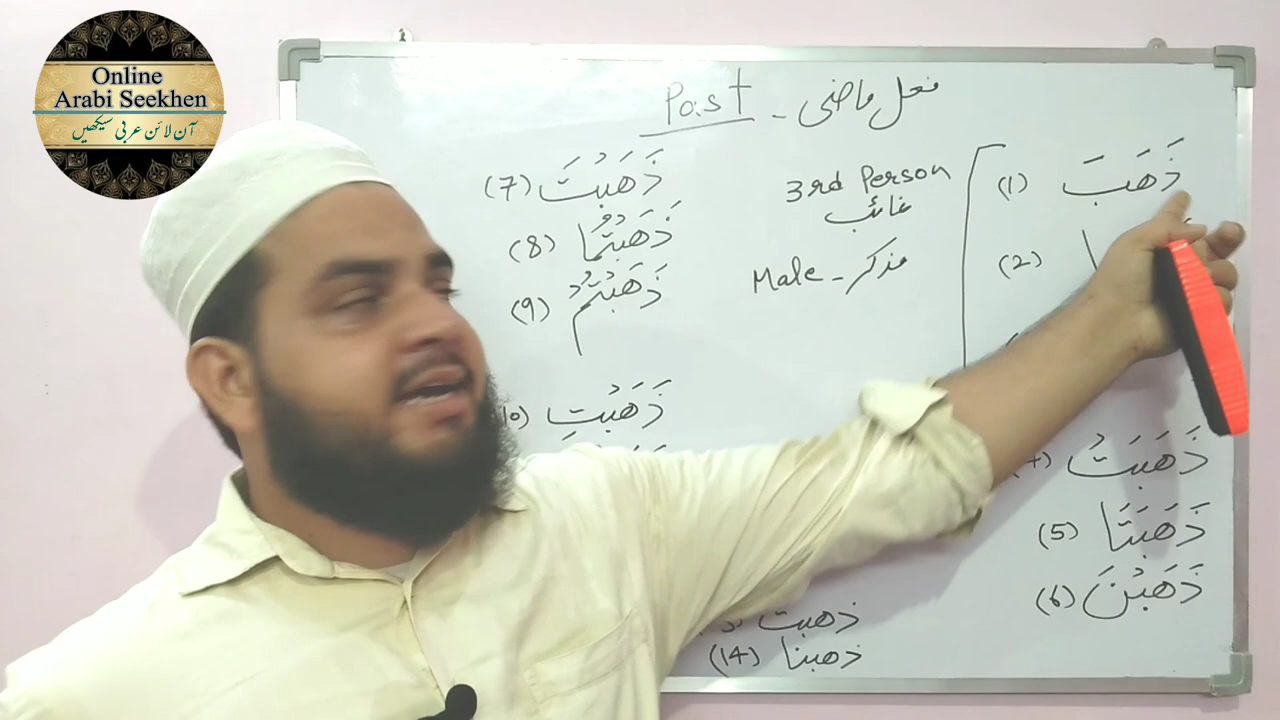 Online
Arabi Seekhen
آن لائن عربی سیکھیں
فعل ماضی - Past
(1) ذَهَبَ
(2) ا
3rd Person
غائب
Male - مذکر
ذَهَبَتْ
(5) ذَهَبَتَا
(6) ذَهَبْنَ
(7) ذَهَبْتَ
(8) ذَهَبْتُمَا
(9) ذَهَبْتُمْ
10) ذَهَبْتِ
ذهبت
(14) ذهبنا